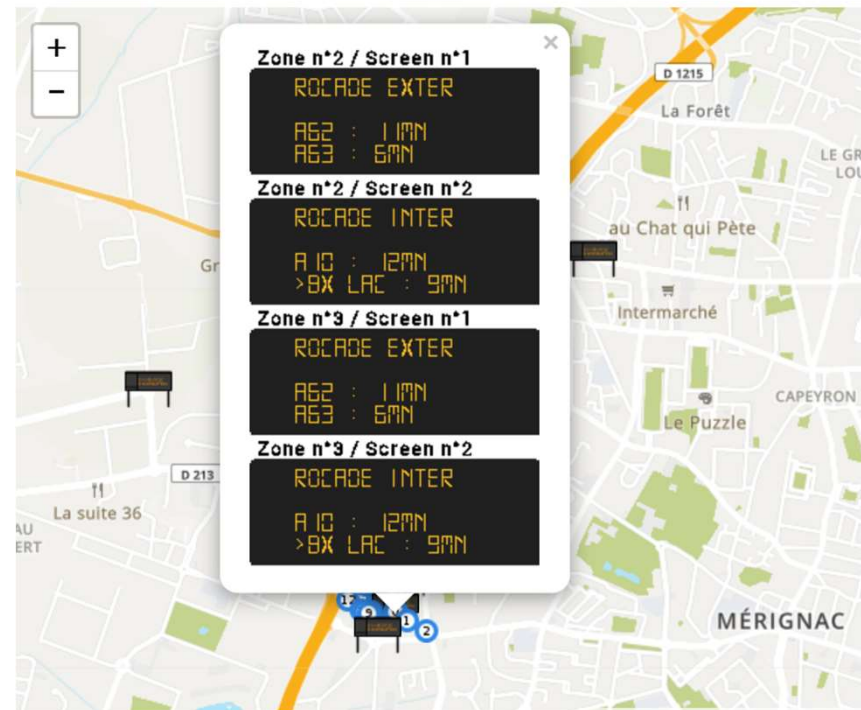 +
−
×
Zone n°2 / Screen n°1
ROCADE EXTER
A62 : 11MN
A63 : 6MN
Zone n°2 / Screen n°2
ROCADE INTER
A10 : 12MN
>BX LAC : 9MN
Zone n°3 / Screen n°1
ROCADE EXTER
A62 : 11MN
A63 : 6MN
Zone n°3 / Screen n°2
ROCADE INTER
A10 : 12MN
>BX LAC : 9MN
D 1215
La Forêt
au Chat qui Pète
Intermarché
CAPEYRON
Le Puzzle
D 213
La suite 36
MÉRIGNAC
12
9
1
2